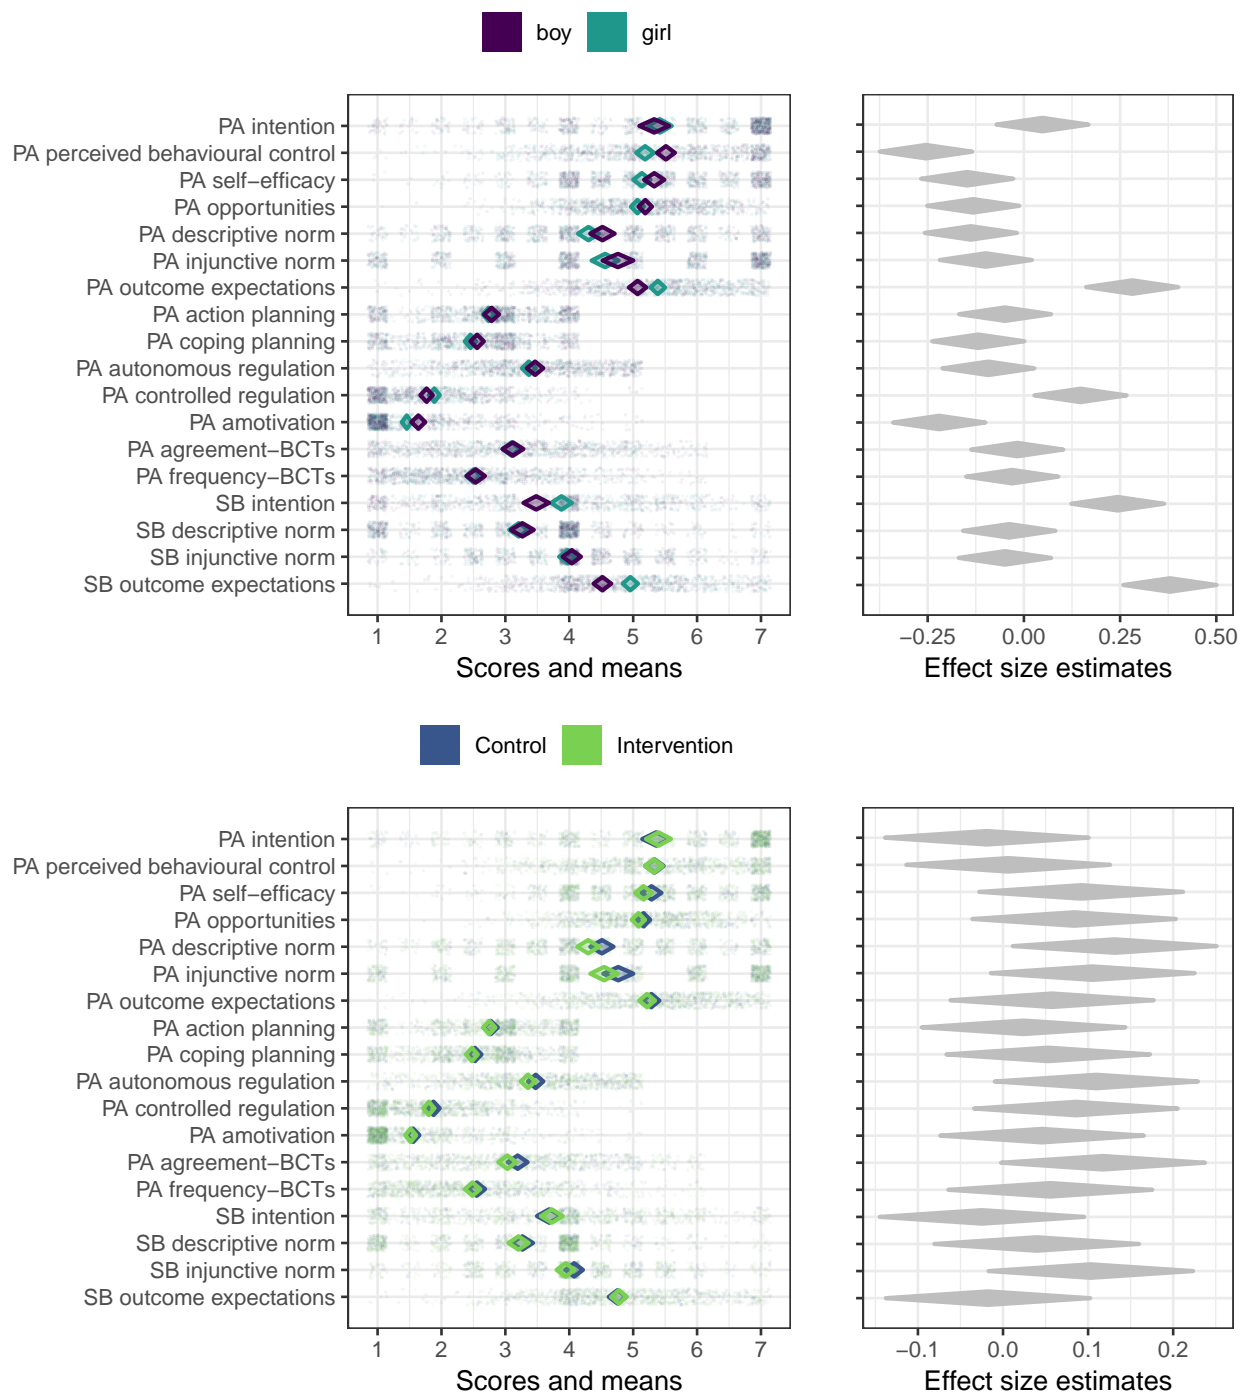 boy girl
PA intention
PA perceived behavioural control
PA self−efficacy
PA opportunities
PA descriptive norm
PA injunctive norm
PA outcome expectations
PA action planning
PA coping planning
PA autonomous regulation
PA controlled regulation
PA amotivation
PA agreement−BCTs
PA frequency−BCTs
SB intention
SB descriptive norm
SB injunctive norm
SB outcome expectations
1 2 3 4 5 6 7
Scores and means
−0.25 0.00 0.25 0.50
Effect size estimates
Control Intervention
PA intention
PA perceived behavioural control
PA self−efficacy
PA opportunities
PA descriptive norm
PA injunctive norm
PA outcome expectations
PA action planning
PA coping planning
PA autonomous regulation
PA controlled regulation
PA amotivation
PA agreement−BCTs
PA frequency−BCTs
SB intention
SB descriptive norm
SB injunctive norm
SB outcome expectations
1 2 3 4 5 6 7
Scores and means
−0.1 0.0 0.1 0.2
Effect size estimates